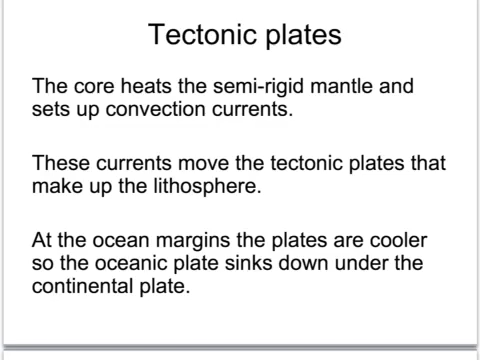 Tectonic plates
The core heats the semi-rigid mantle and
sets up convection currents.
These currents move the tectonic plates that
make up the lithosphere.
At the ocean margins the plates are cooler
so the oceanic plate sinks down under the
continental plate.